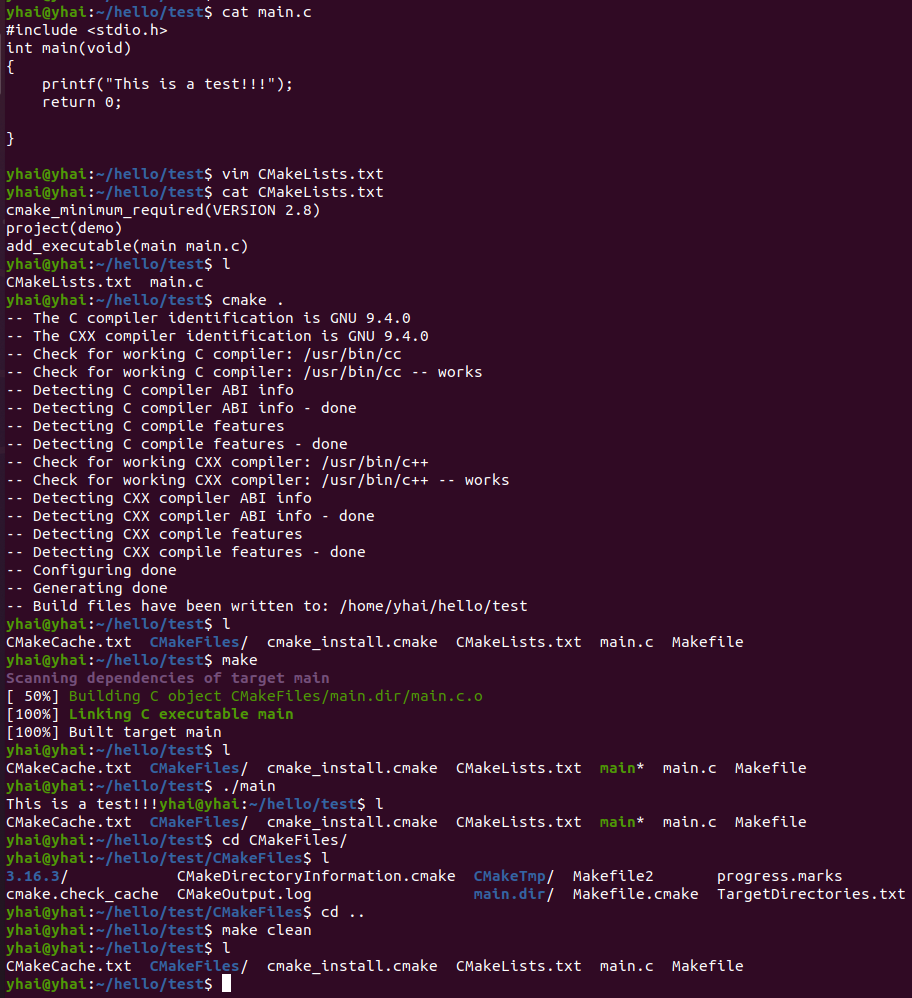 yhai@yhai:~/hello/test$ cat main.c
#include <stdio.h>
int main(void)
{
    printf("This is a test!!!");
    return 0;

}

yhai@yhai:~/hello/test$ vim CMakeLists.txt
yhai@yhai:~/hello/test$ cat CMakeLists.txt
cmake_minimum_required(VERSION 2.8)
project(demo)
add_executable(main main.c)
yhai@yhai:~/hello/test$ l
CMakeLists.txt  main.c
yhai@yhai:~/hello/test$ cmake .
-- The C compiler identification is GNU 9.4.0
-- The CXX compiler identification is GNU 9.4.0
-- Check for working C compiler: /usr/bin/cc
-- Check for working C compiler: /usr/bin/cc -- works
-- Detecting C compiler ABI info
-- Detecting C compiler ABI info - done
-- Detecting C compile features
-- Detecting C compile features - done
-- Check for working CXX compiler: /usr/bin/c++
-- Check for working CXX compiler: /usr/bin/c++ -- works
-- Detecting CXX compiler ABI info
-- Detecting CXX compiler ABI info - done
-- Detecting CXX compile features
-- Detecting CXX compile features - done
-- Configuring done
-- Generating done
-- Build files have been written to: /home/yhai/hello/test
yhai@yhai:~/hello/test$ l
CMakeCache.txt  CMakeFiles/  cmake_install.cmake  CMakeLists.txt  main.c  Makefile
yhai@yhai:~/hello/test$ make
Scanning dependencies of target main
[ 50%] Building C object CMakeFiles/main.dir/main.c.o
[100%] Linking C executable main
[100%] Built target main
yhai@yhai:~/hello/test$ l
CMakeCache.txt  CMakeFiles/  cmake_install.cmake  CMakeLists.txt  main*  main.c  Makefile
yhai@yhai:~/hello/test$ ./main
This is a test!!!yhai@yhai:~/hello/test$ l
CMakeCache.txt  CMakeFiles/  cmake_install.cmake  CMakeLists.txt  main*  main.c  Makefile
yhai@yhai:~/hello/test$ cd CMakeFiles/
yhai@yhai:~/hello/test/CMakeFiles$ l
3.16.3/            CMakeDirectoryInformation.cmake  CMakeTmp/  Makefile2       progress.marks
cmake.check_cache  CMakeOutput.log                  main.dir/  Makefile.cmake  TargetDirectories.txt
yhai@yhai:~/hello/test/CMakeFiles$ cd ..
yhai@yhai:~/hello/test$ make clean
yhai@yhai:~/hello/test$ l
CMakeCache.txt  CMakeFiles/  cmake_install.cmake  CMakeLists.txt  main.c  Makefile
yhai@yhai:~/hello/test$